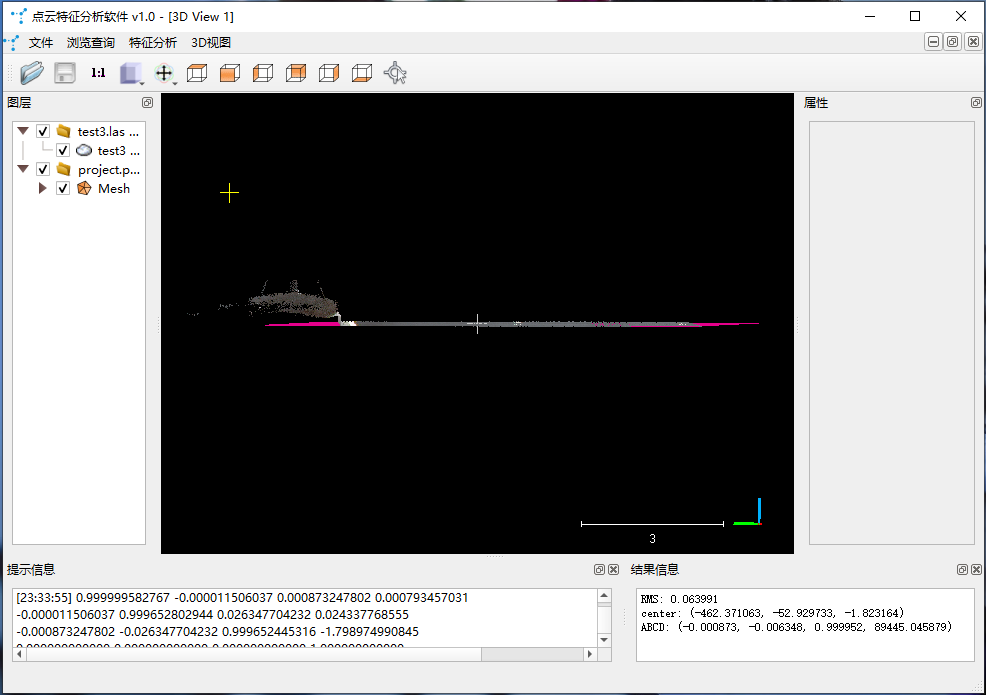 点云特征分析软件 v1.0 - [3D View 1]
文件 浏览查询 特征分析 3D视图
1:1
图层
属性
test3.las ...
test3 ...
project.p...
Mesh
3
提示信息
[23:33:55] 0.999999582767 -0.000011506037 0.000873247802 0.000793457031
-0.000011506037 0.999652802944 0.026347704232 0.024337768555
-0.000873247802 -0.026347704232 0.999652445316 -1.798974990845
结果信息
RMS: 0.063991
center: (-462.371063, -52.929733, -1.823164)
ABCD: (-0.000873, -0.006348, 0.999952, 89445.045879)